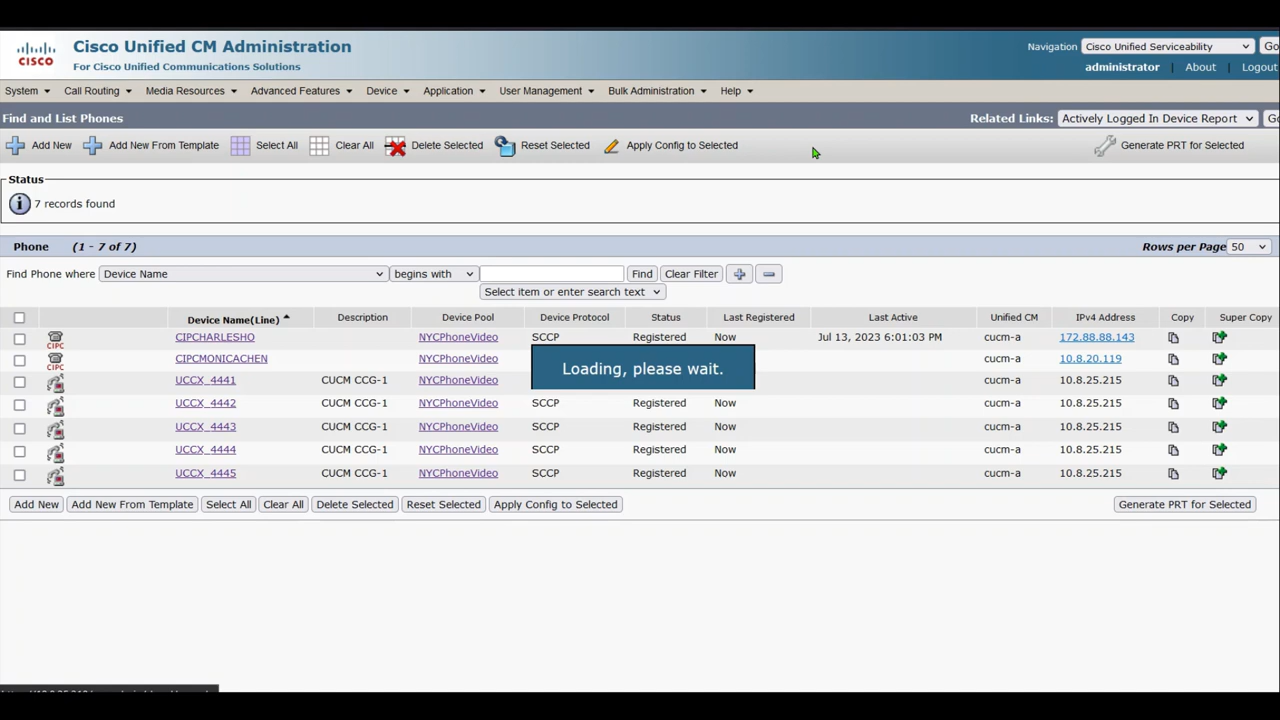 Cisco Unified CM Administration
Navigation Cisco Unified Serviceability Go
CISCO For Cisco Unified Communications Solutions
administrator | About | Logout
System Call Routing Media Resources Advanced Features Device Application User Management Bulk Administration Help
Find and List Phones Related Links: Actively Logged In Device Report
Add New Add New From Template Select All Clear All Delete Selected Reset Selected Apply Config to Selected Generate PRT for Selected
Status
7 records found
Phone (1 - 7 of 7) Rows per Page 50
Find Phone where Device Name begins with Find Clear Filter
Select item or enter search text
Device Name(Line) Description Device Pool Device Protocol Status Last Registered Last Active Unified CM IPv4 Address Copy Super Copy
CIPC CIPCHARLESHO NYCPhoneVideo SCCP Registered Now Jul 13, 2023 6:01:03 PM cucm-a 172.88.88.143
CIPC CIPCMONICACHEN NYCPhoneVideo cucm-a 10.8.20.119
Loading, please wait.
UCCX_4441 CUCM CCG-1 NYCPhoneVideo cucm-a 10.8.25.215
UCCX_4442 CUCM CCG-1 NYCPhoneVideo SCCP Registered Now cucm-a 10.8.25.215
UCCX_4443 CUCM CCG-1 NYCPhoneVideo SCCP Registered Now cucm-a 10.8.25.215
UCCX_4444 CUCM CCG-1 NYCPhoneVideo SCCP Registered Now cucm-a 10.8.25.215
UCCX_4445 CUCM CCG-1 NYCPhoneVideo SCCP Registered Now cucm-a 10.8.25.215
Add New Add New From Template Select All Clear All Delete Selected Reset Selected Apply Config to Selected Generate PRT for Selected